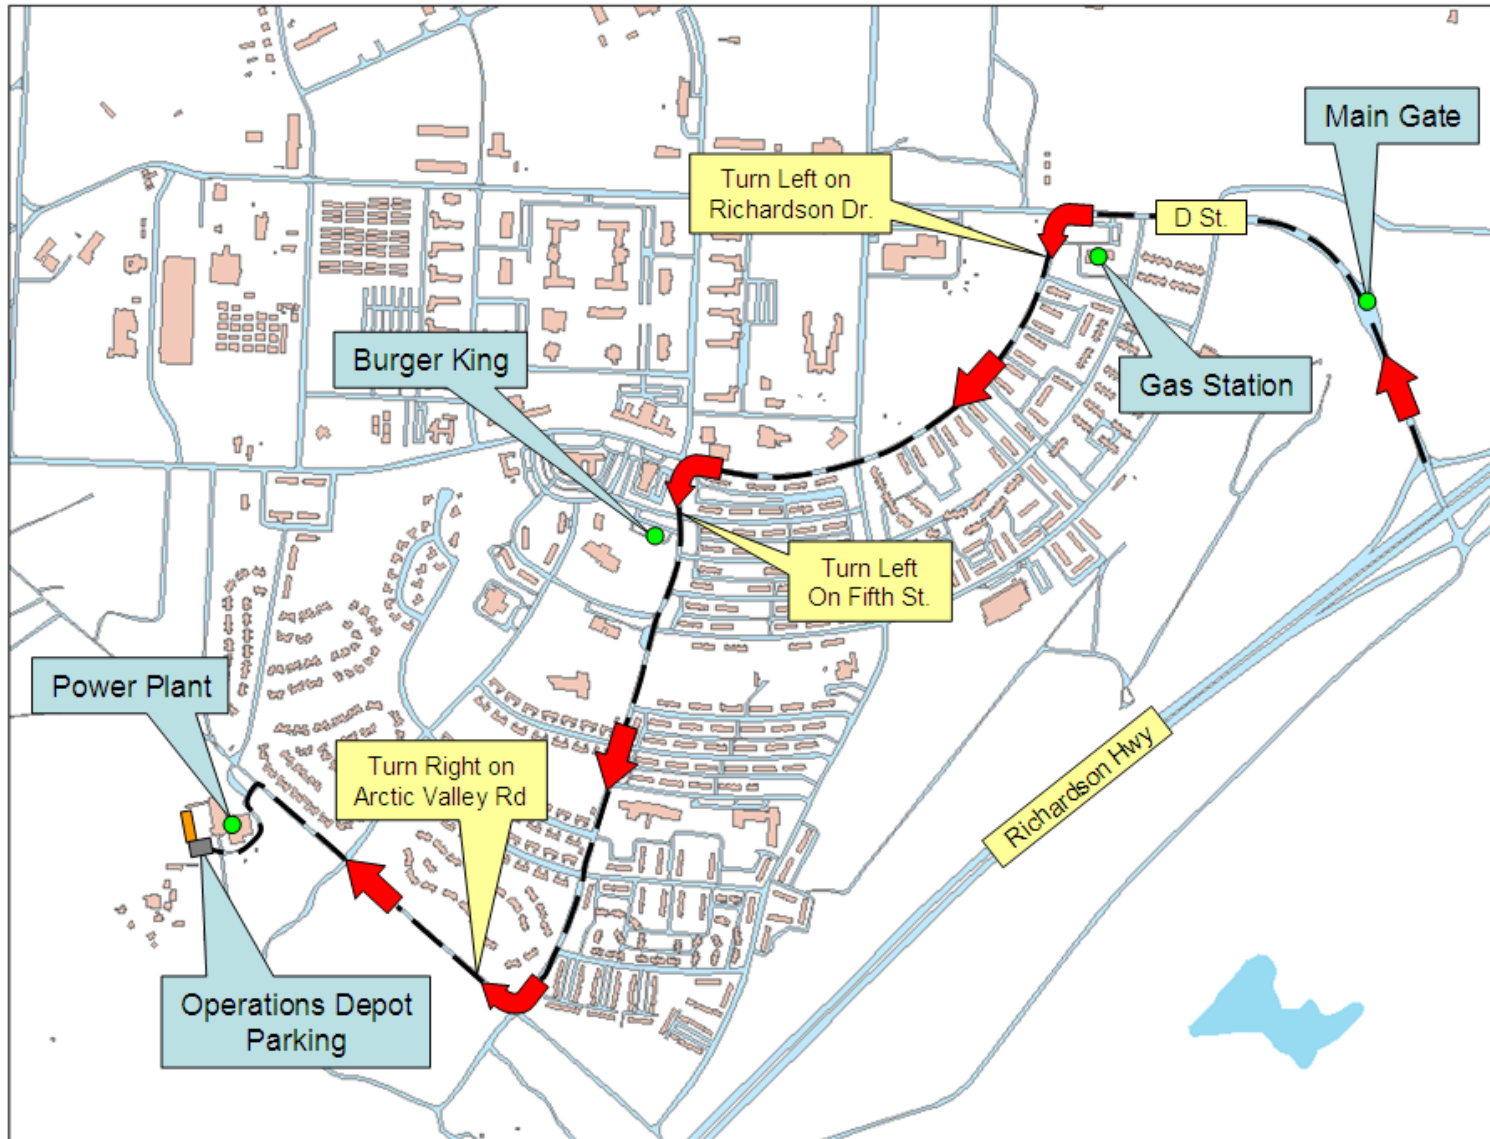 Main Gate
Turn Left on
Richardson Dr.
D St.
Burger King
Gas Station
Turn Left
On Fifth St.
Power Plant
Turn Right on
Arctic Valley Rd
Richardson Hwy
Operations Depot
Parking